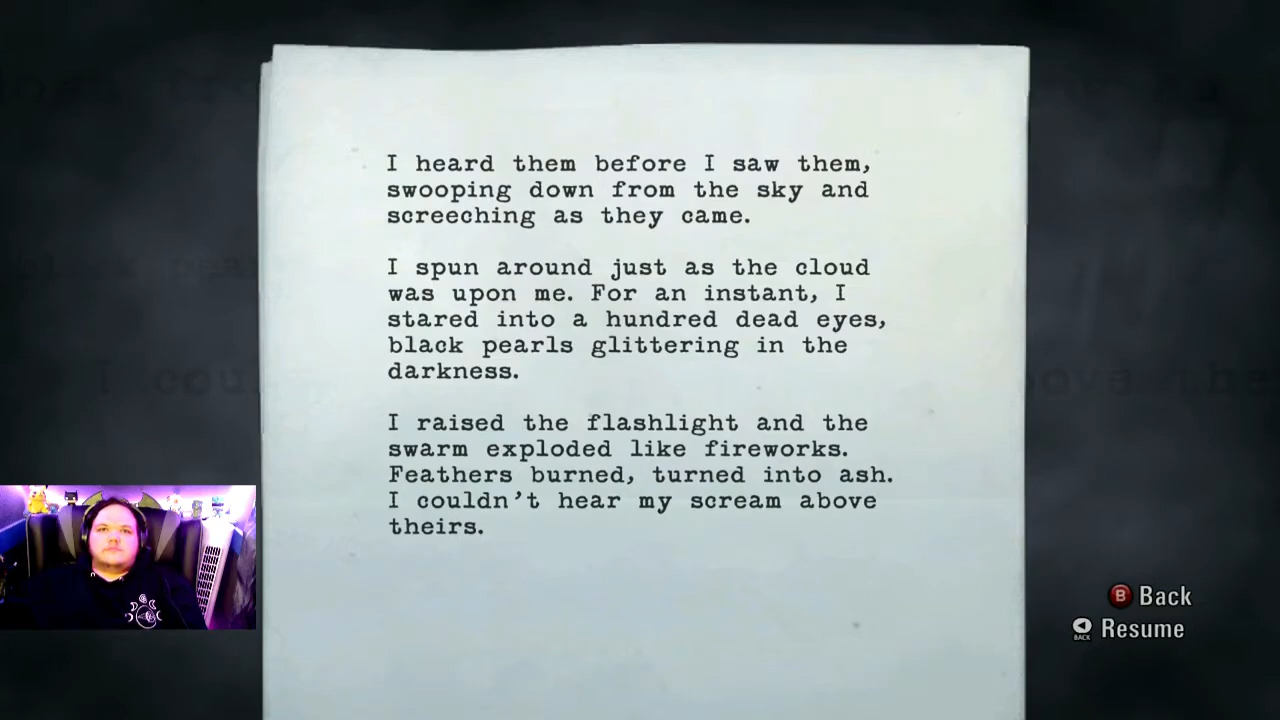 I heard them before I saw them,
swooping down from the sky and
screeching as they came.
I spun around just as the cloud
was upon me. For an instant, I
stared into a hundred dead eyes,
black pearls glittering in the
darkness.
I raised the flashlight and the
swarm exploded like fireworks.
Feathers burned, turned into ash.
I couldn't hear my scream above
theirs.
B Back
BACK Resume